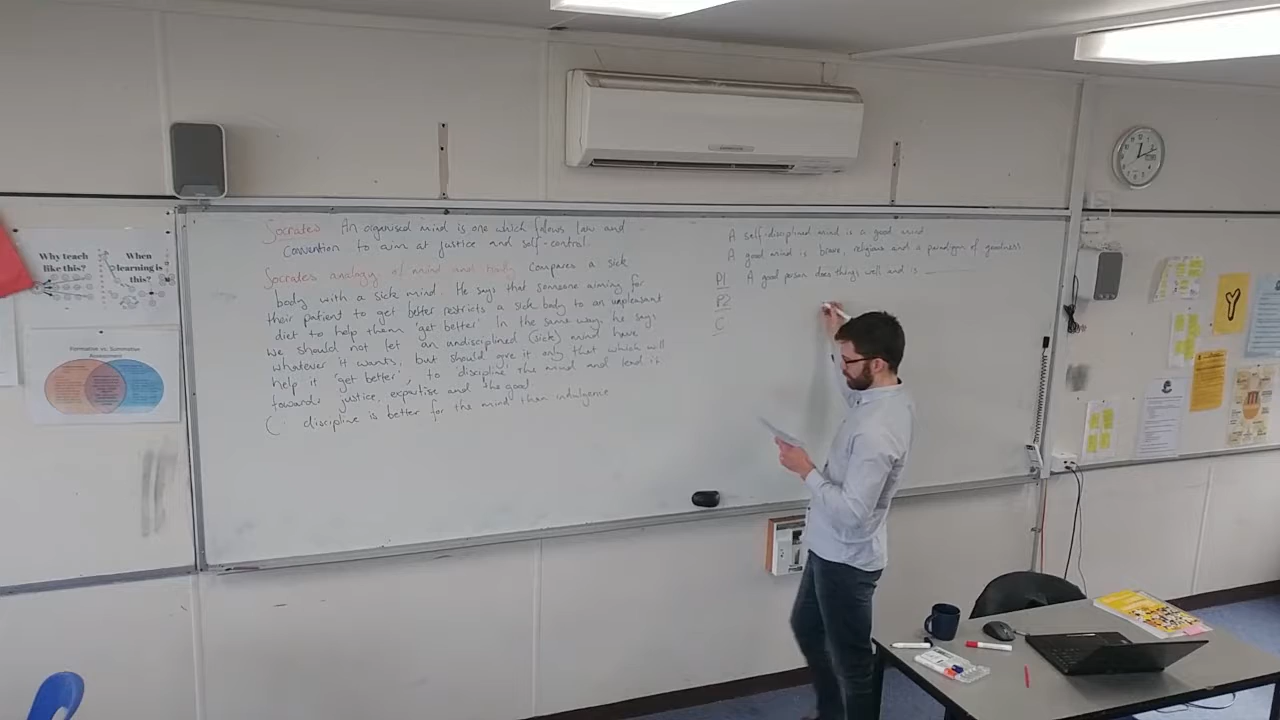 Why teach
like this?
When
learning is
this?
Formative vs. Summative
Assessment
Socrates An organised mind is one which follows law and
convention to aim at justice and self-control.
Socrates analogy of mind and body compares a sick
body with a sick mind. He says that someone aiming for
their patient to get better restricts a sick body to an unpleasant
diet to help them 'get better'. In the same way, he says
we should not let an undisciplined (sick) mind have
whatever it wants, but should give it only that which will
help it 'get better', to discipline the mind and lead it
towards justice, expertise and the good.
C: discipline is better for the mind then indulgence
A self-disciplined mind is a good mind
A good mind is brave, religious and a paradigm of goodness
P1 A good person does things well and is
P2
C